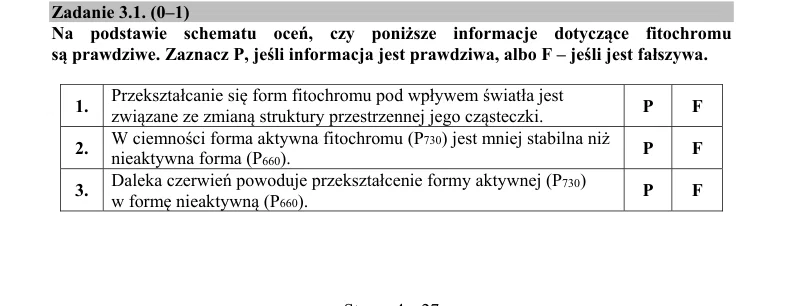 Zadanie 3.1. (0–1)
Na podstawie schematu oceń, czy poniższe informacje dotyczące fitochromu
są prawdziwe. Zaznacz P, jeśli informacja jest prawdziwa, albo F – jeśli jest fałszywa.
1. Przekształcanie się form fitochromu pod wpływem światła jest
związane ze zmianą struktury przestrzennej jego cząsteczki. P F
2. W ciemności forma aktywna fitochromu (P730) jest mniej stabilna niż
nieaktywna forma (P660). P F
3. Daleka czerwień powoduje przekształcenie formy aktywnej (P730)
w formę nieaktywną (P660). P F